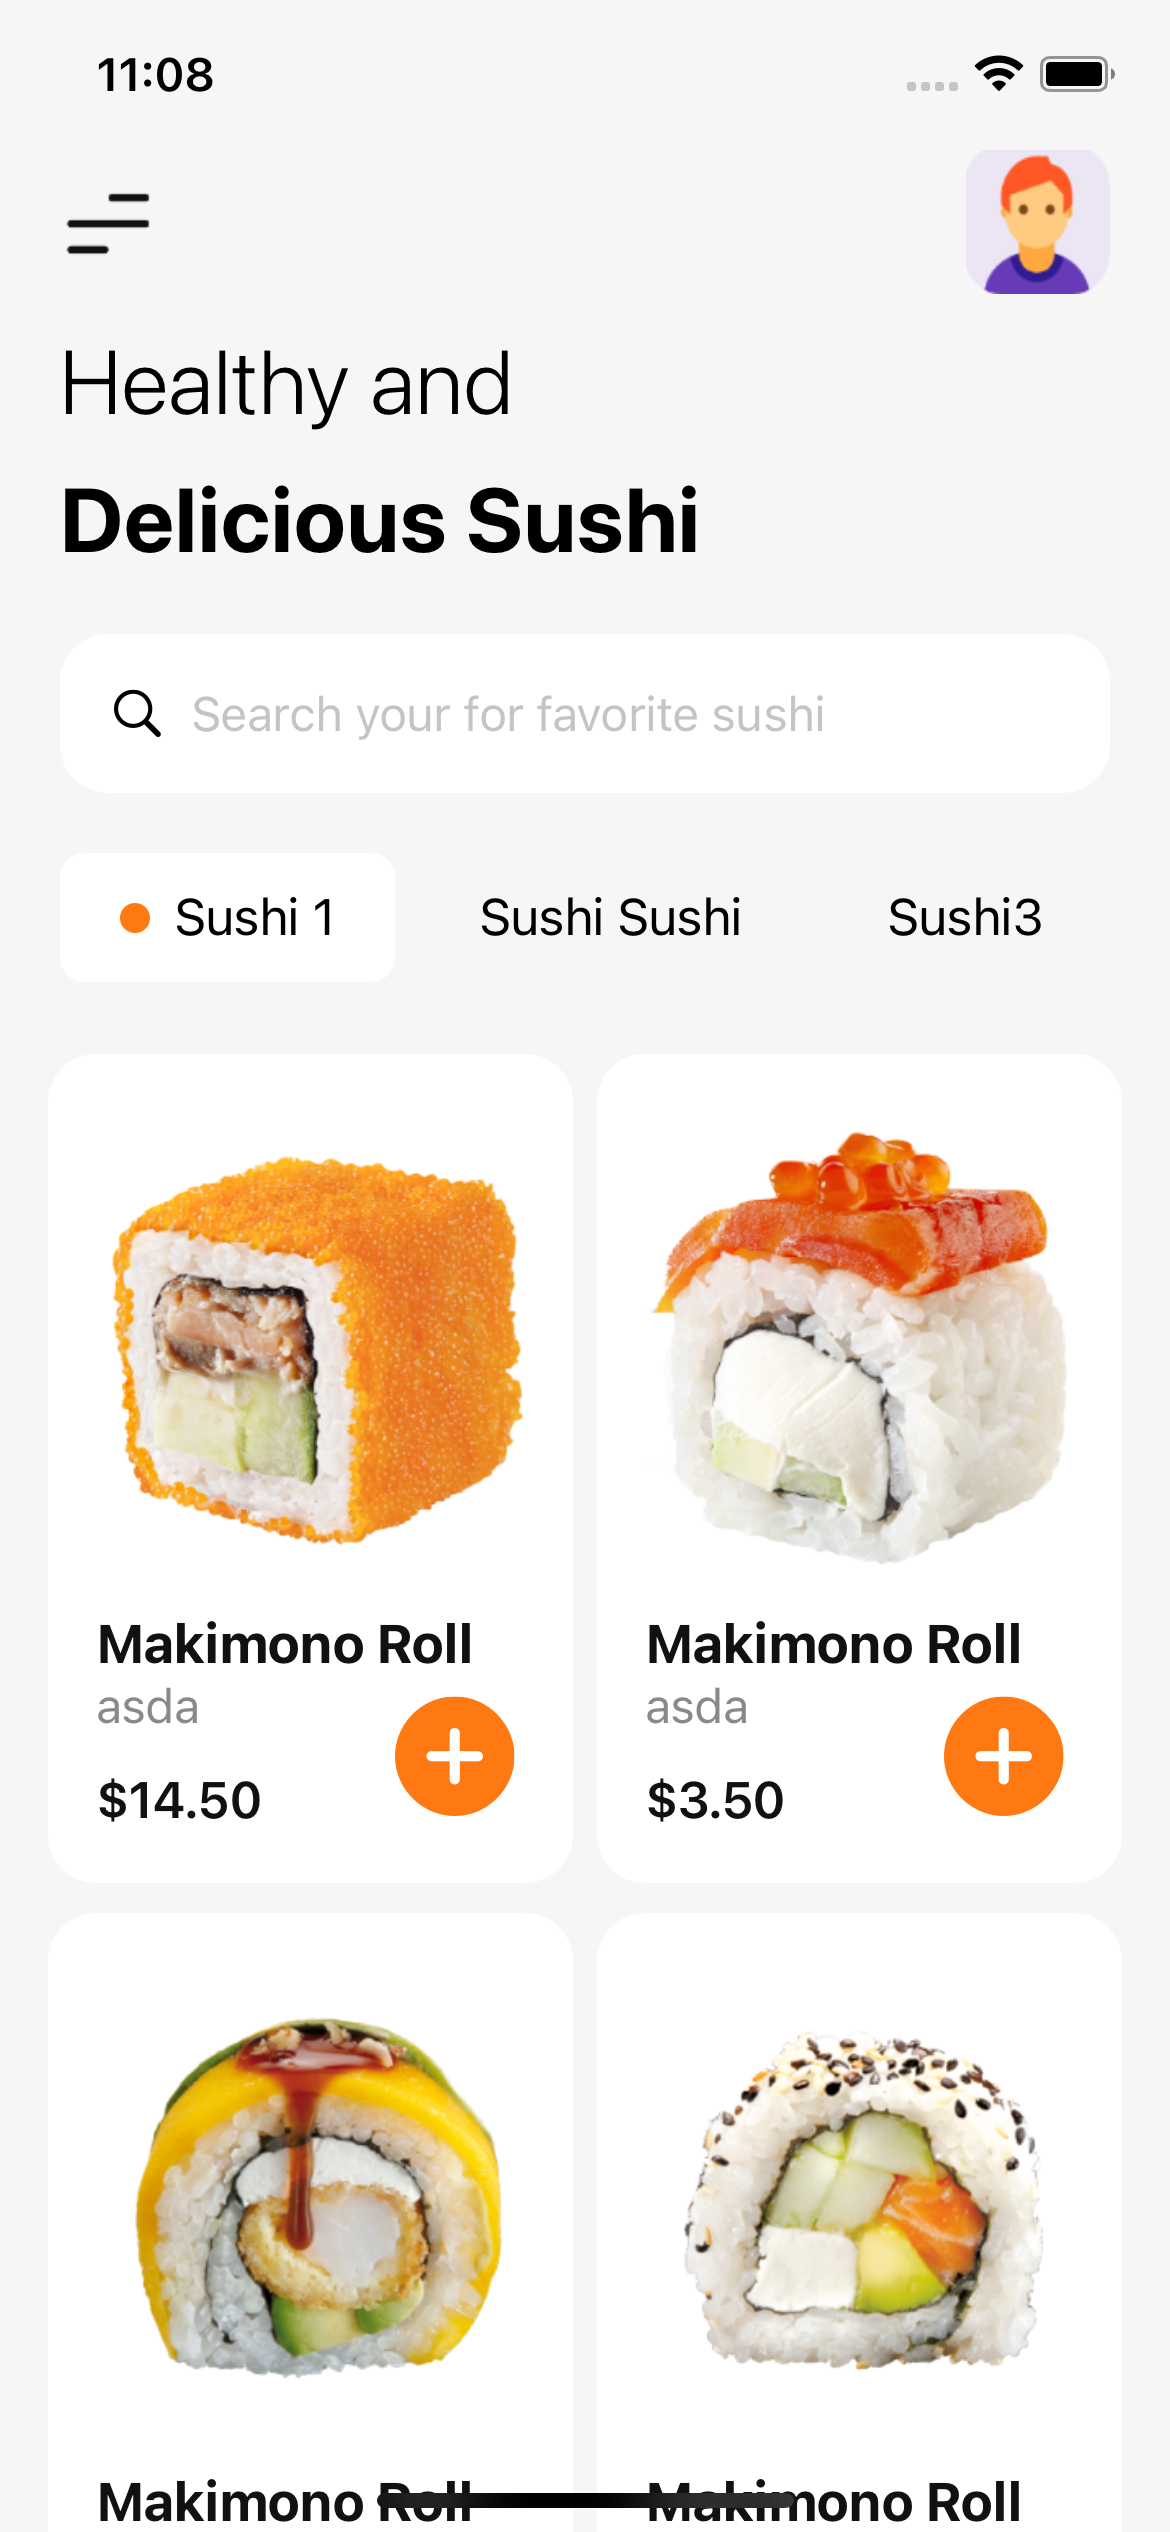 11:08
Healthy and
Delicious Sushi
Search your for favorite sushi
Sushi 1
Sushi Sushi
Sushi3
Makimono Roll
asda
$14.50
Makimono Roll
asda
$3.50
Makimono Roll
Makimono Roll